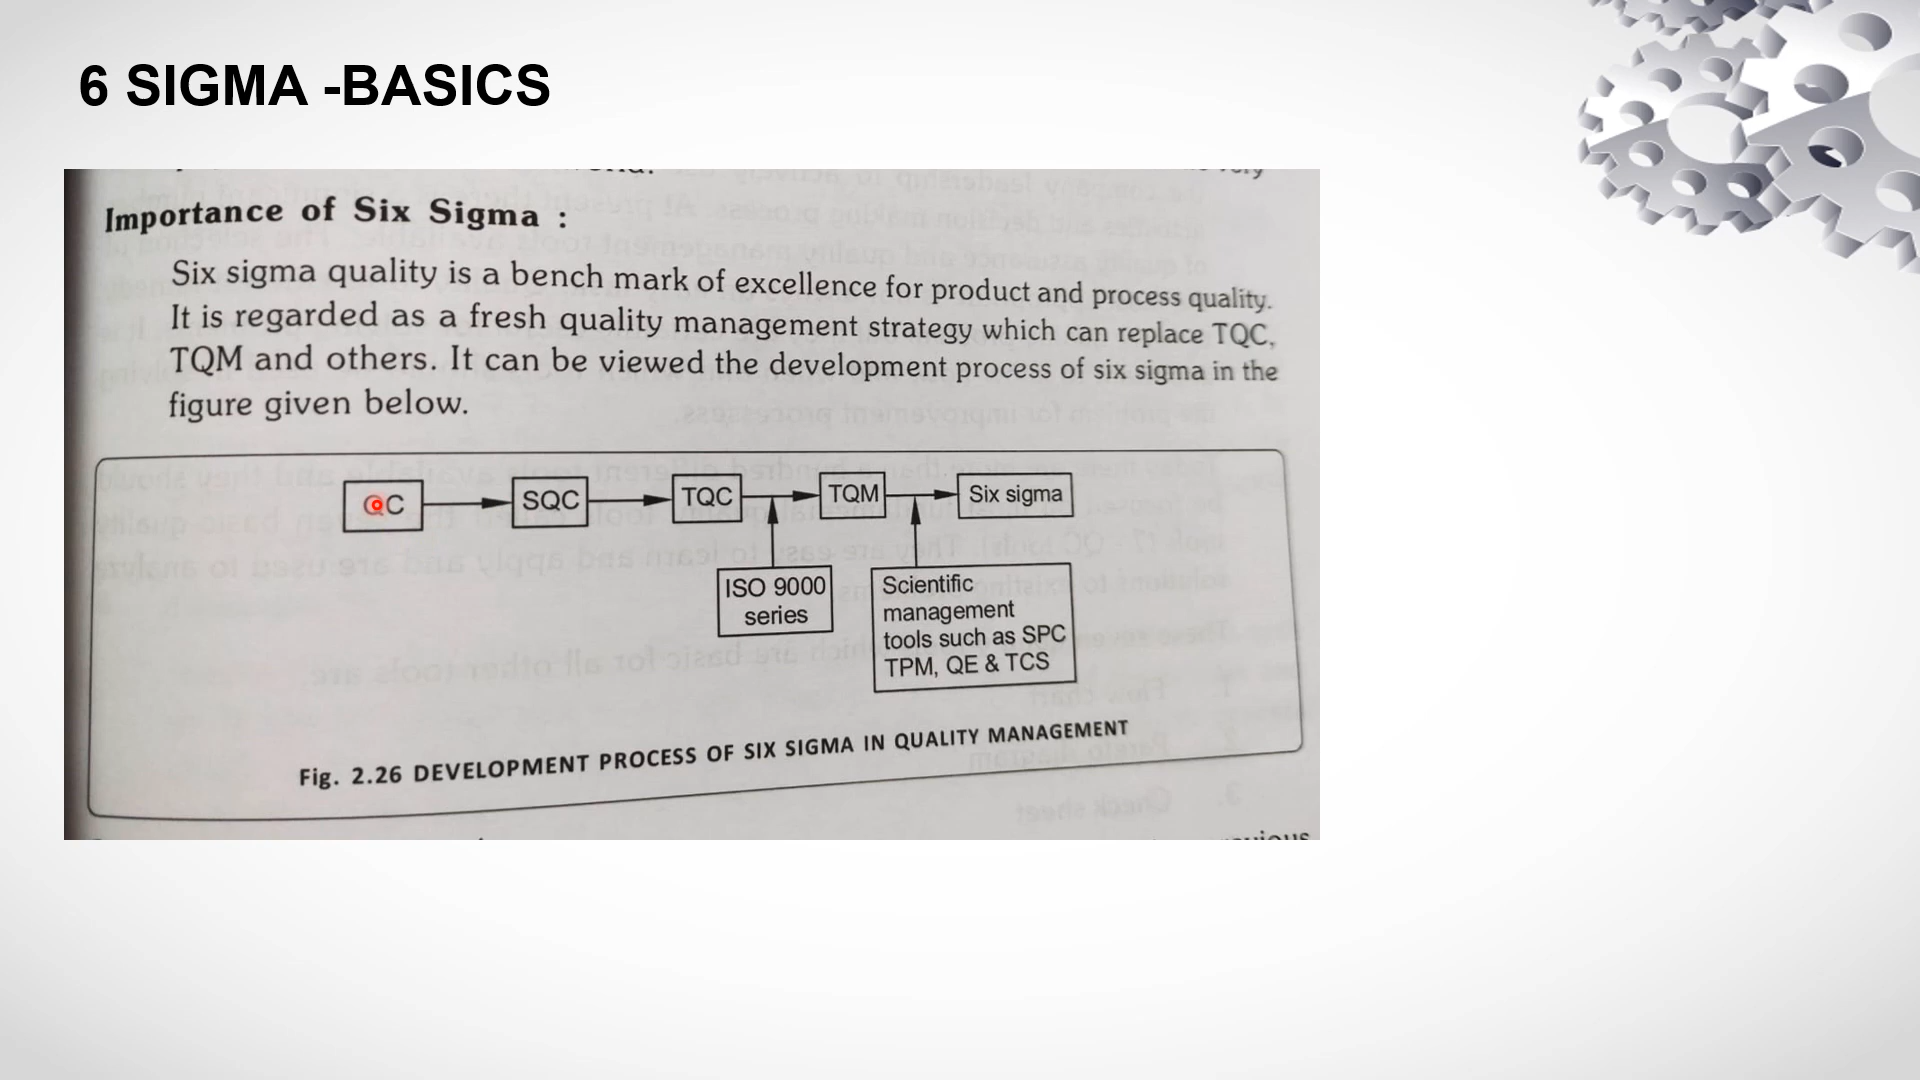 6 SIGMA -BASICS
Importance of Six Sigma :
Six sigma quality is a bench mark of excellence for product and process quality.
It is regarded as a fresh quality management strategy which can replace TQC,
TQM and others. It can be viewed the development process of six sigma in the
figure given below.
QC
SQC
TQC
TQM
Six sigma
ISO 9000
series
Scientific
management
tools such as SPC
TPM, QE & TCS
Fig. 2.26 DEVELOPMENT PROCESS OF SIX SIGMA IN QUALITY MANAGEMENT